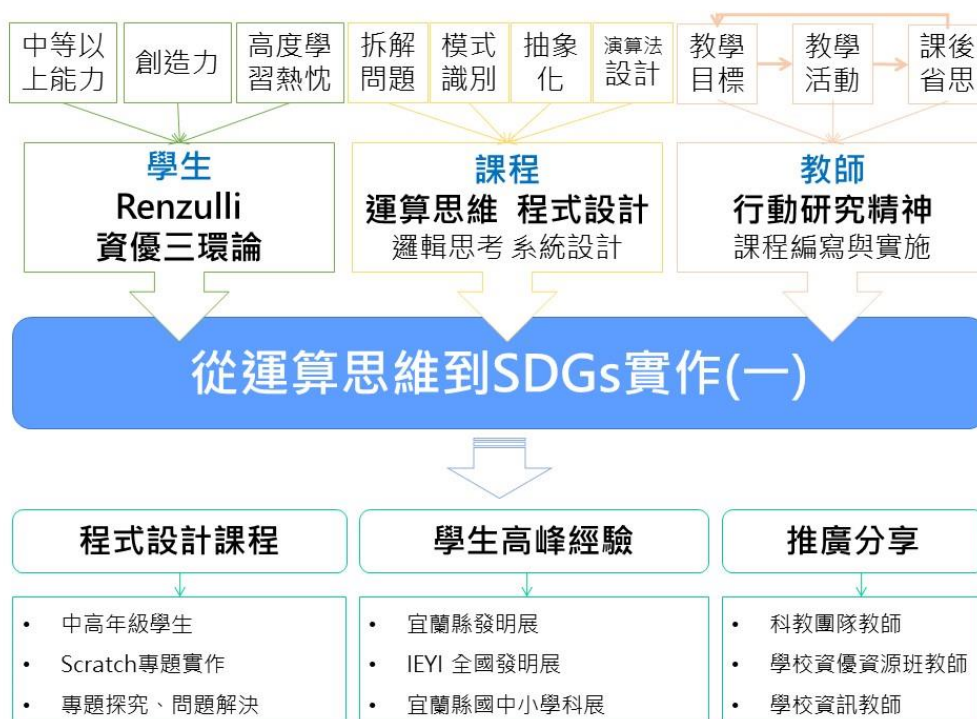 中等以
上能力
創造力
高度學
習熱忱
拆解
問題
模式
識別
抽象
化
演算法
設計
教學
目標
教學
活動
課後
省思
學生
Renzulli
資優三環論
課程
運算思維 程式設計
邏輯思考 系統設計
教師
行動研究精神
課程編寫與實施
從運算思維到SDGs實作(一)
程式設計課程
• 中高年級學生
• Scratch專題實作
• 專題探究、問題解決
學生高峰經驗
• 宜蘭縣發明展
• IEYI 全國發明展
• 宜蘭縣國中小學科展
推廣分享
• 科教團隊教師
• 學校資優資源班教師
• 學校資訊教師